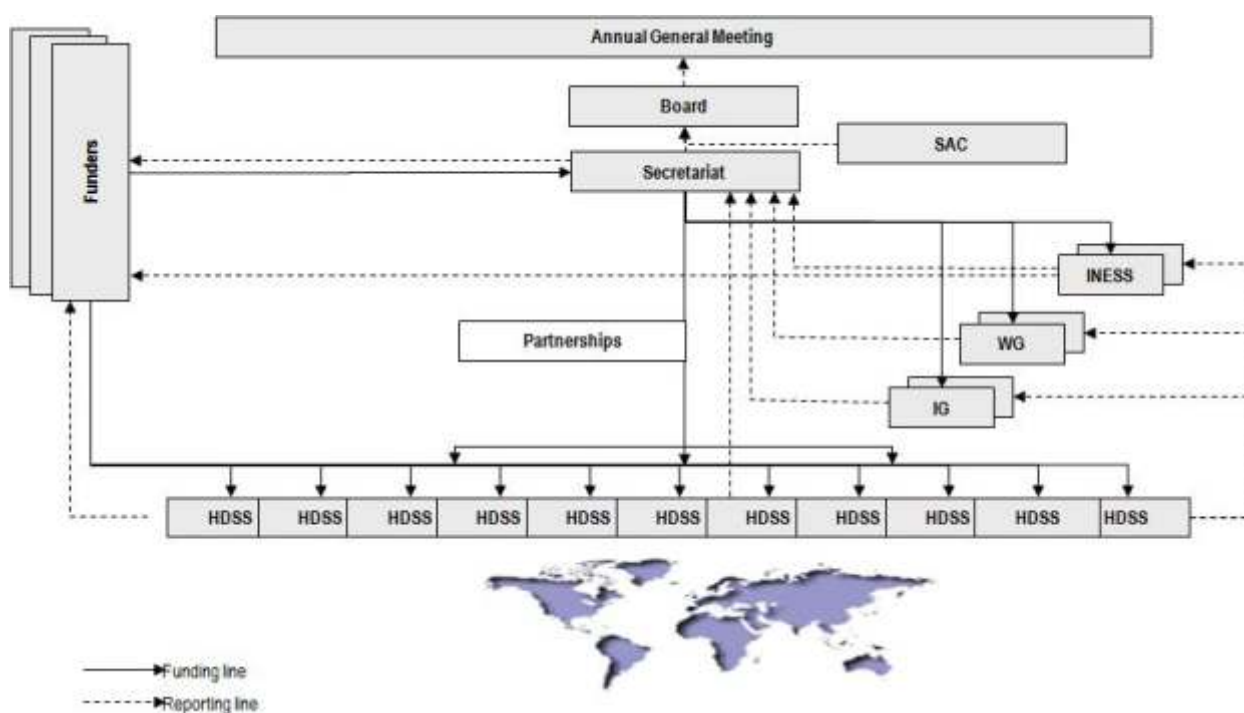 Annual General Meeting
Funders
Board
SAC
Secretariat
INESS
Partnerships
WG
IG
HDSS HDSS HDSS HDSS HDSS HDSS HDSS HDSS HDSS HDSS HDSS
Funding line
Reporting line